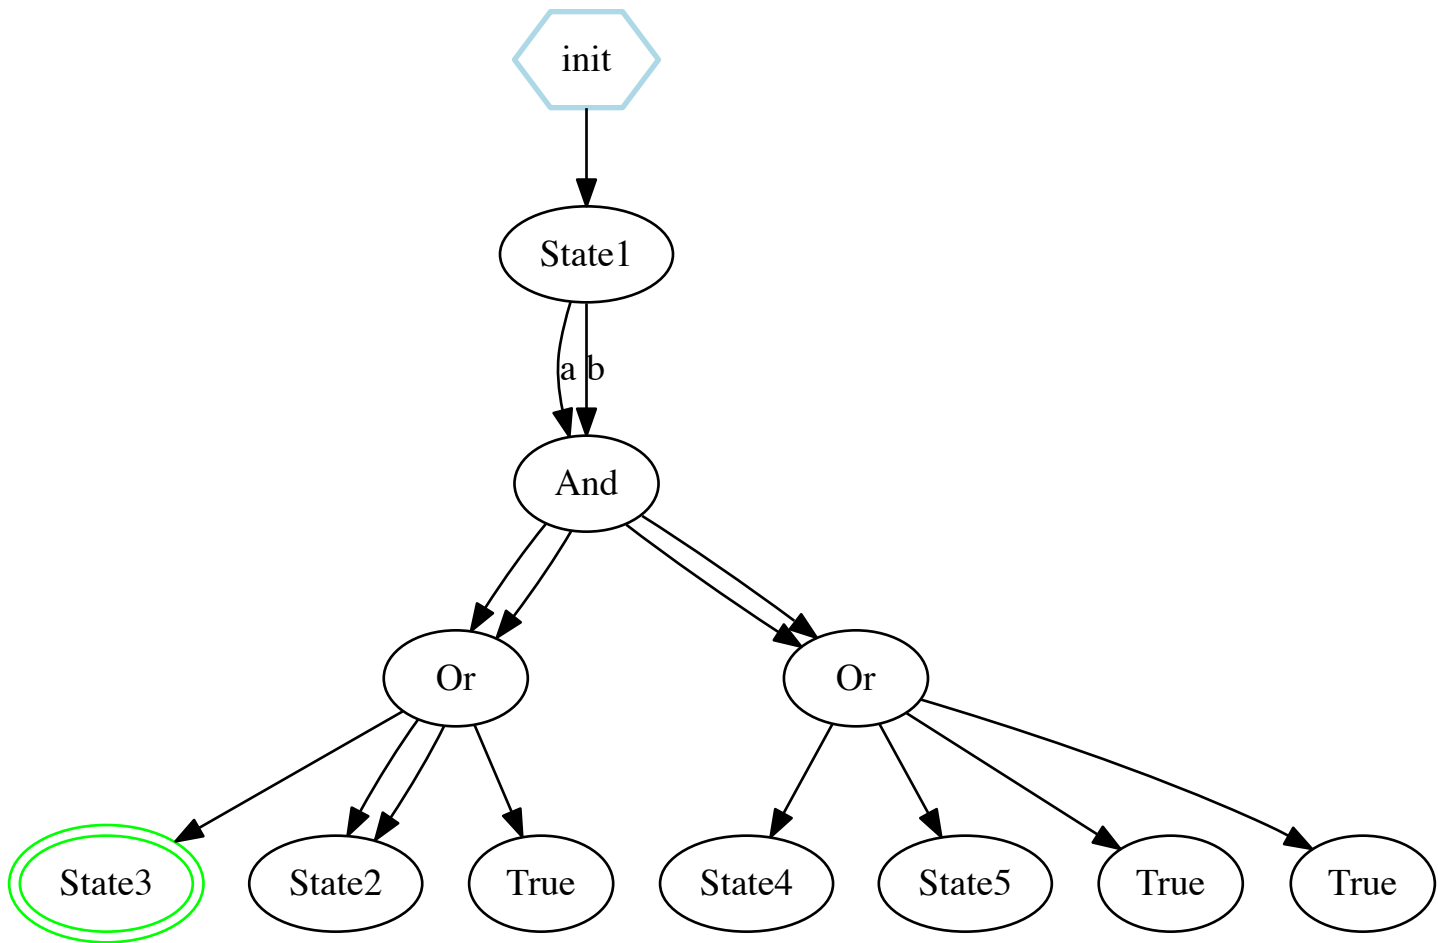 init
State1
a b
And
Or Or
State3 State2 True State4 State5 True True